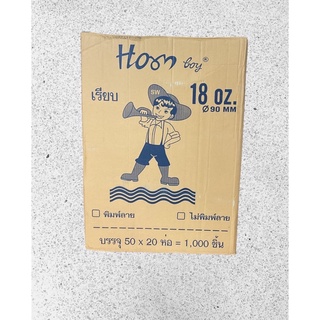 Horn boy®
เรียบ
SW
18 oz.
Ø 90 MM
พิมพ์ลาย
ไม่พิมพ์ลาย
บรรจุ 50 x 20 ห่อ = 1,000 ชิ้น